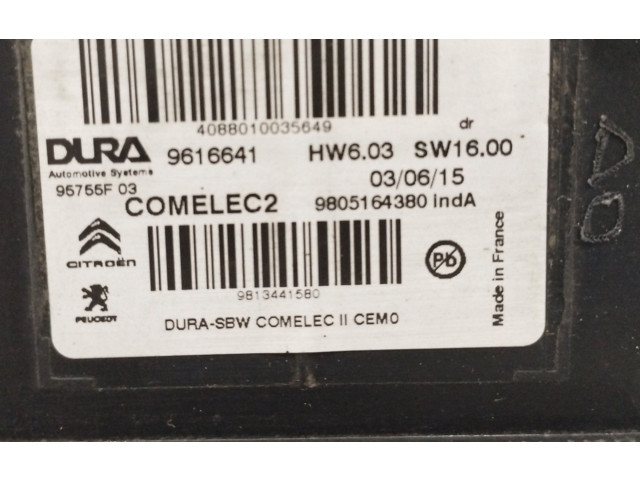 4088010035649
dr
DURA
Automotive Systems
9616641 HW6.03 SW16.00
95755F 03
03/06/15
COMELEC2 9805164380 indA
CITROËN
Pb
Made in France
9813441580
PEUGEOT
DURA-SBW COMELEC II CEM0